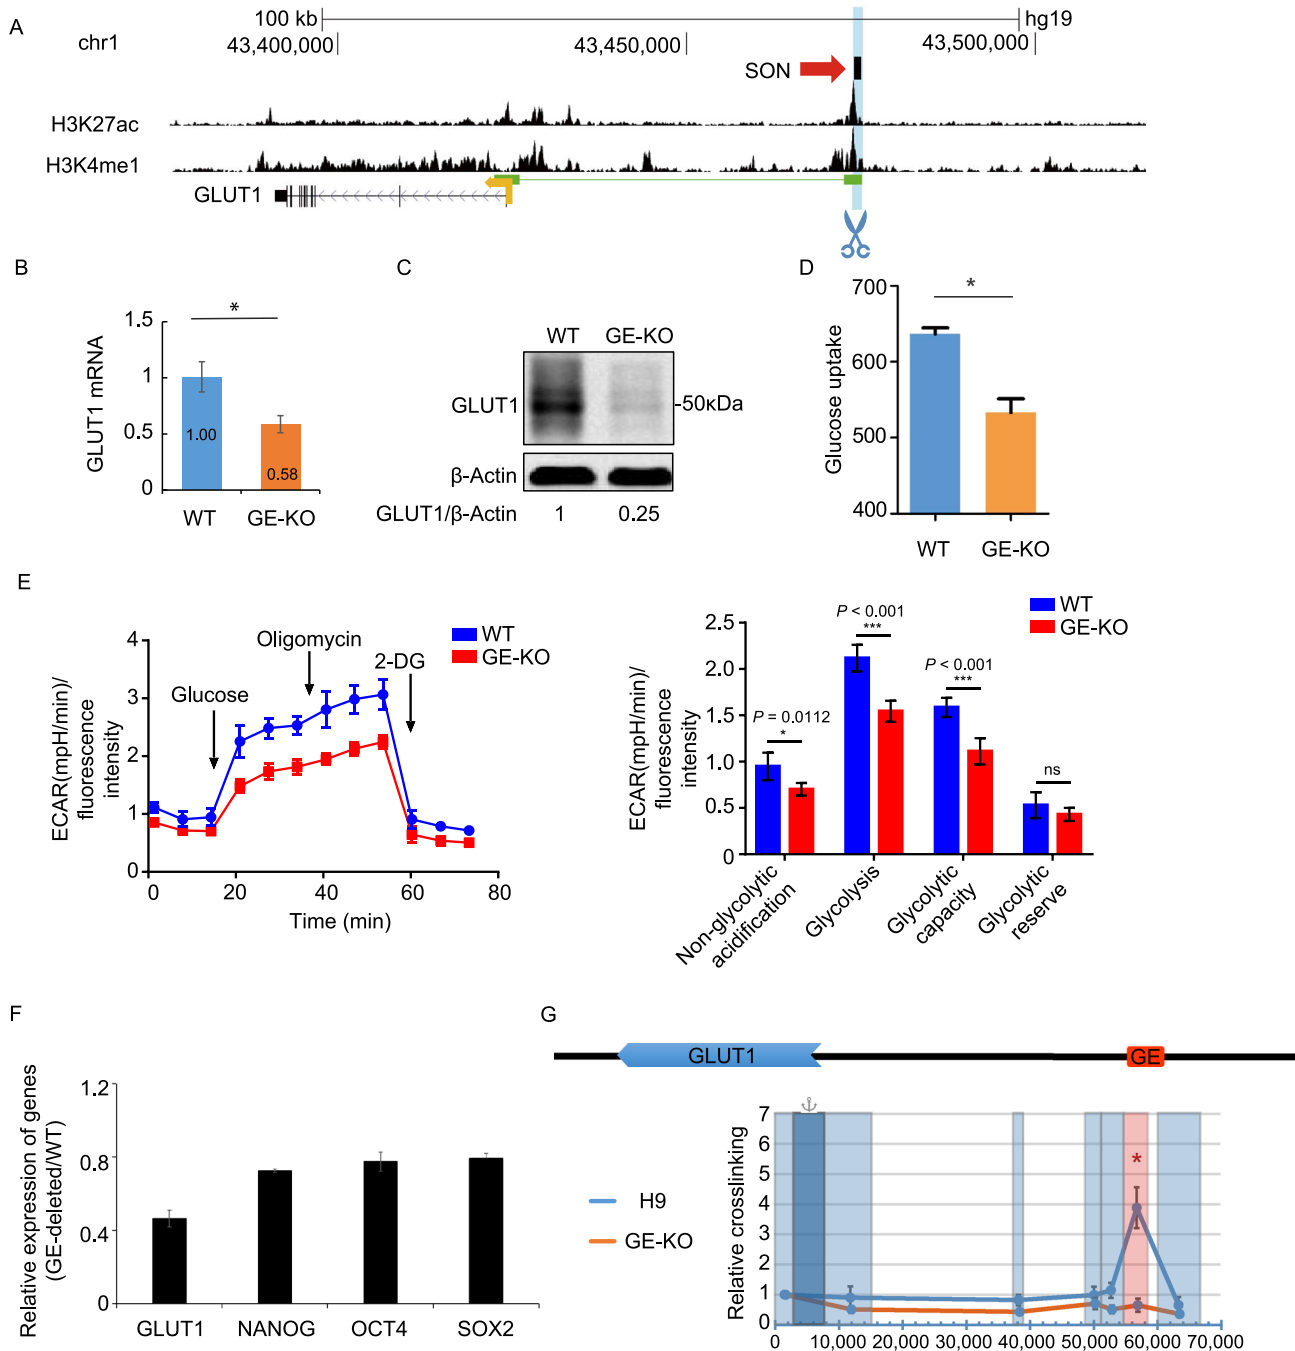 A
100 kb
hg19
chr1
43,400,000
43,450,000
43,500,000
SON
H3K27ac
H3K4me1
GLUT1
B
GLUT1 mRNA
1.5
1
0.5
0
*
1.00
0.58
WT
GE-KO
C
WT
GE-KO
GLUT1
-50кDa
β-Actin
GLUT1/β-Actin
1
0.25
D
Glucose uptake
700
600
500
400
*
WT
GE-KO
E
ECAR(mpH/min)/
fluorescence
intensity
4
3
2
1
0
Glucose
Oligomycin
2-DG
WT
GE-KO
0
20
40
60
80
Time (min)
ECAR(mpH/min)/
fluorescence
intensity
2.5
2.0
1.5
1.0
0.5
0
P = 0.0112
*
P < 0.001
***
P < 0.001
***
ns
WT
GE-KO
Non-glycolytic
acidification
Glycolysis
Glycolytic
capacity
Glycolytic
reserve
F
Relative expression of genes
(GE-deleted/WT)
1.2
0.8
0.4
0
GLUT1
NANOG
OCT4
SOX2
G
GLUT1
GE
H9
GE-KO
Relative crosslinking
7
6
5
4
3
2
1
0
*
0
10,000
20,000
30,000
40,000
50,000
60,000
70,000